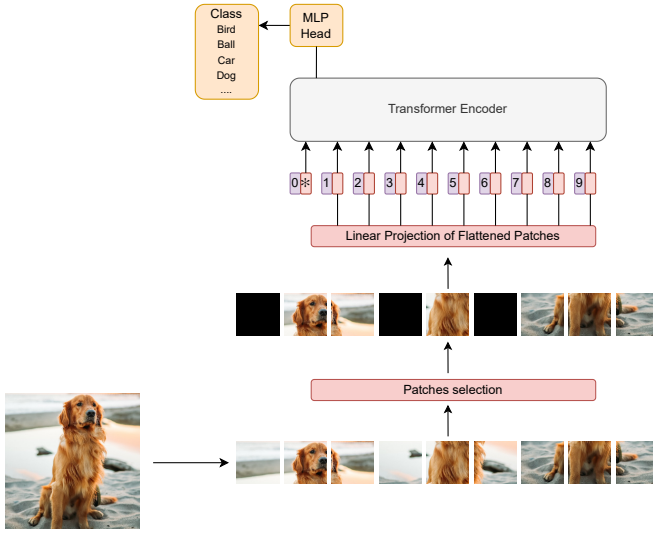 Class
Bird
Ball
Car
Dog
....
MLP
Head
Transformer Encoder
0 * 1 2 3 4 5 6 7 8 9
Linear Projection of Flattened Patches
Patches selection